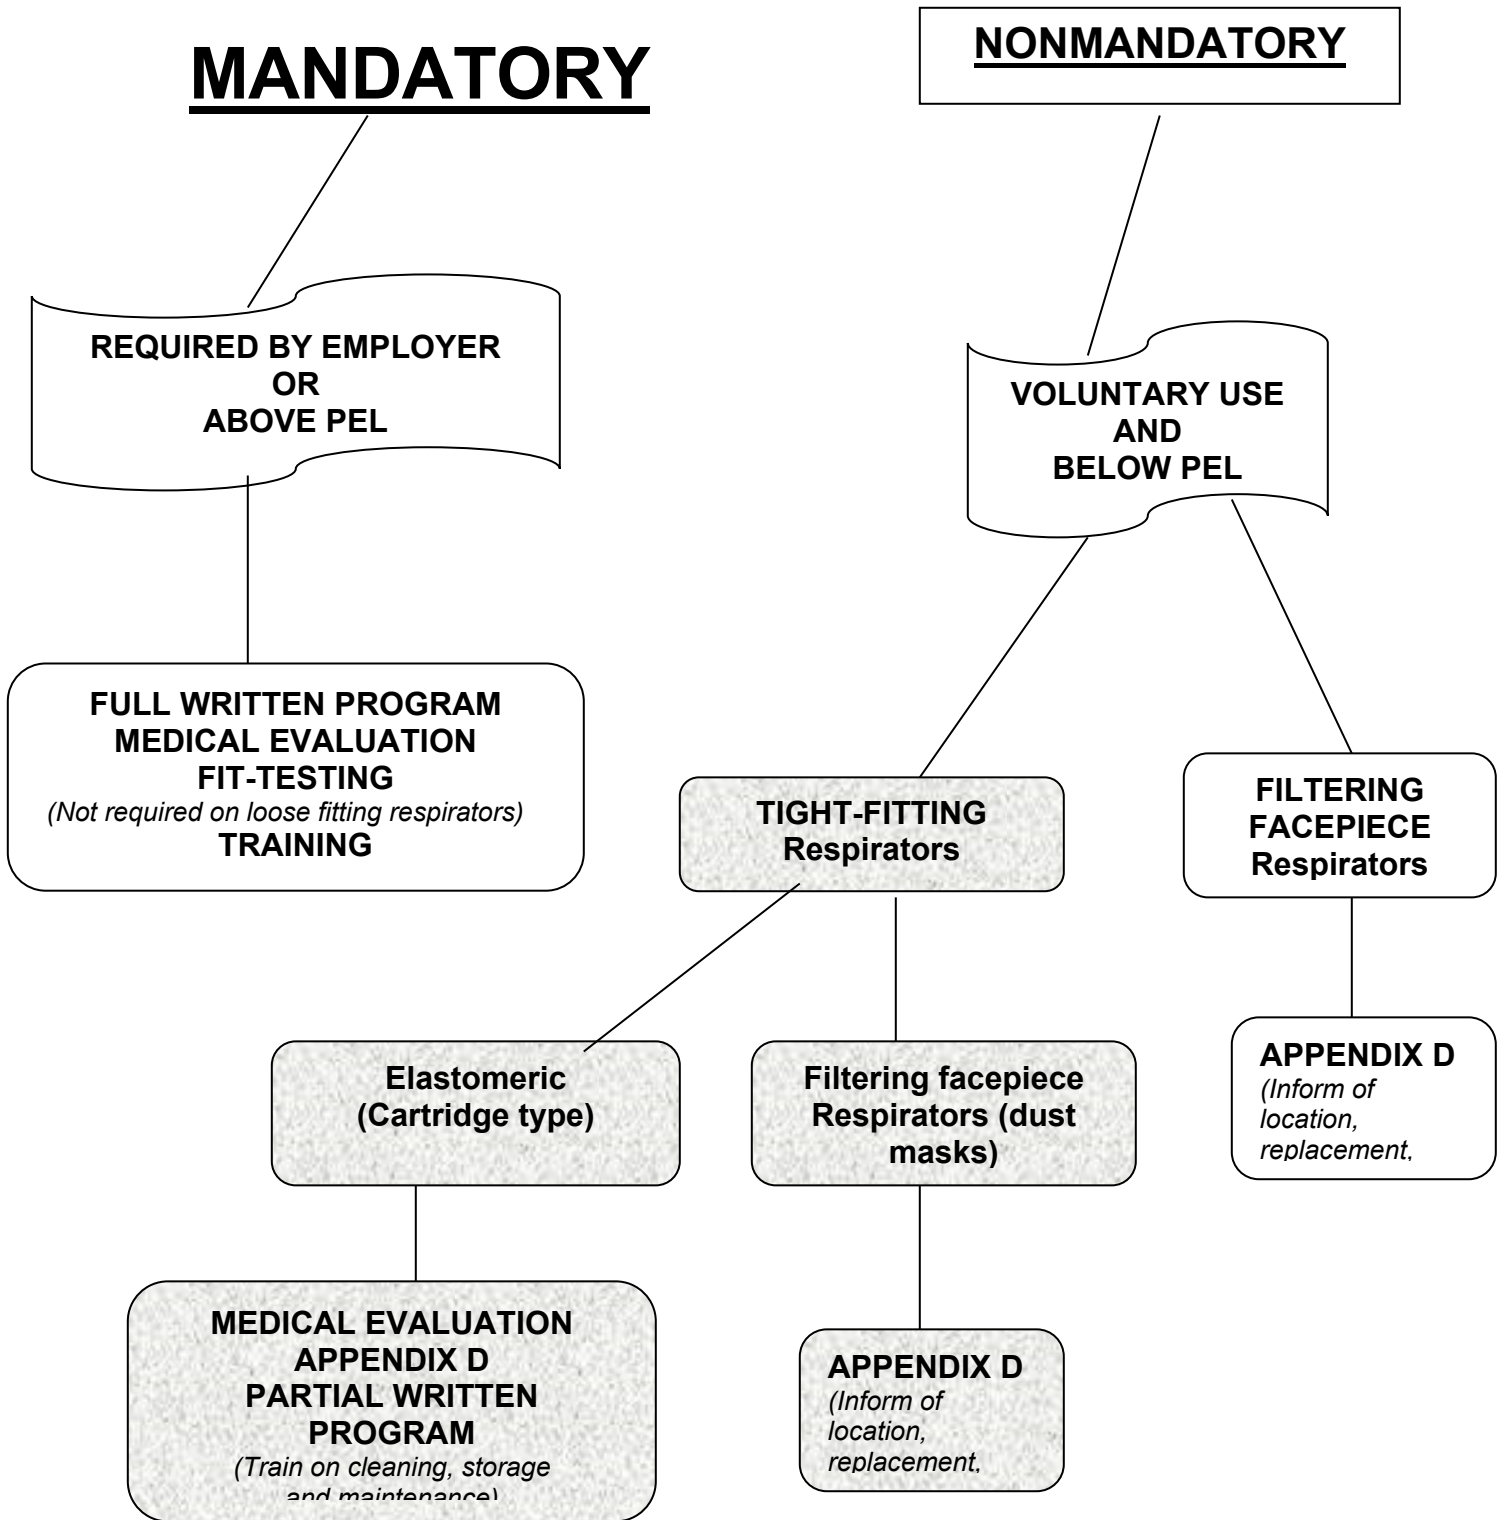 MANDATORY
NONMANDATORY
REQUIRED BY EMPLOYER
OR
ABOVE PEL
VOLUNTARY USE
AND
BELOW PEL
FULL WRITTEN PROGRAM
MEDICAL EVALUATION
FIT-TESTING
(Not required on loose fitting respirators)
TRAINING
TIGHT-FITTING
Respirators
FILTERING
FACEPIECE
Respirators
Elastomeric
(Cartridge type)
Filtering facepiece
Respirators (dust
masks)
APPENDIX D
(Inform of
location,
replacement,
MEDICAL EVALUATION
APPENDIX D
PARTIAL WRITTEN
PROGRAM
(Train on cleaning, storage
and maintenance)
APPENDIX D
(Inform of
location,
replacement,